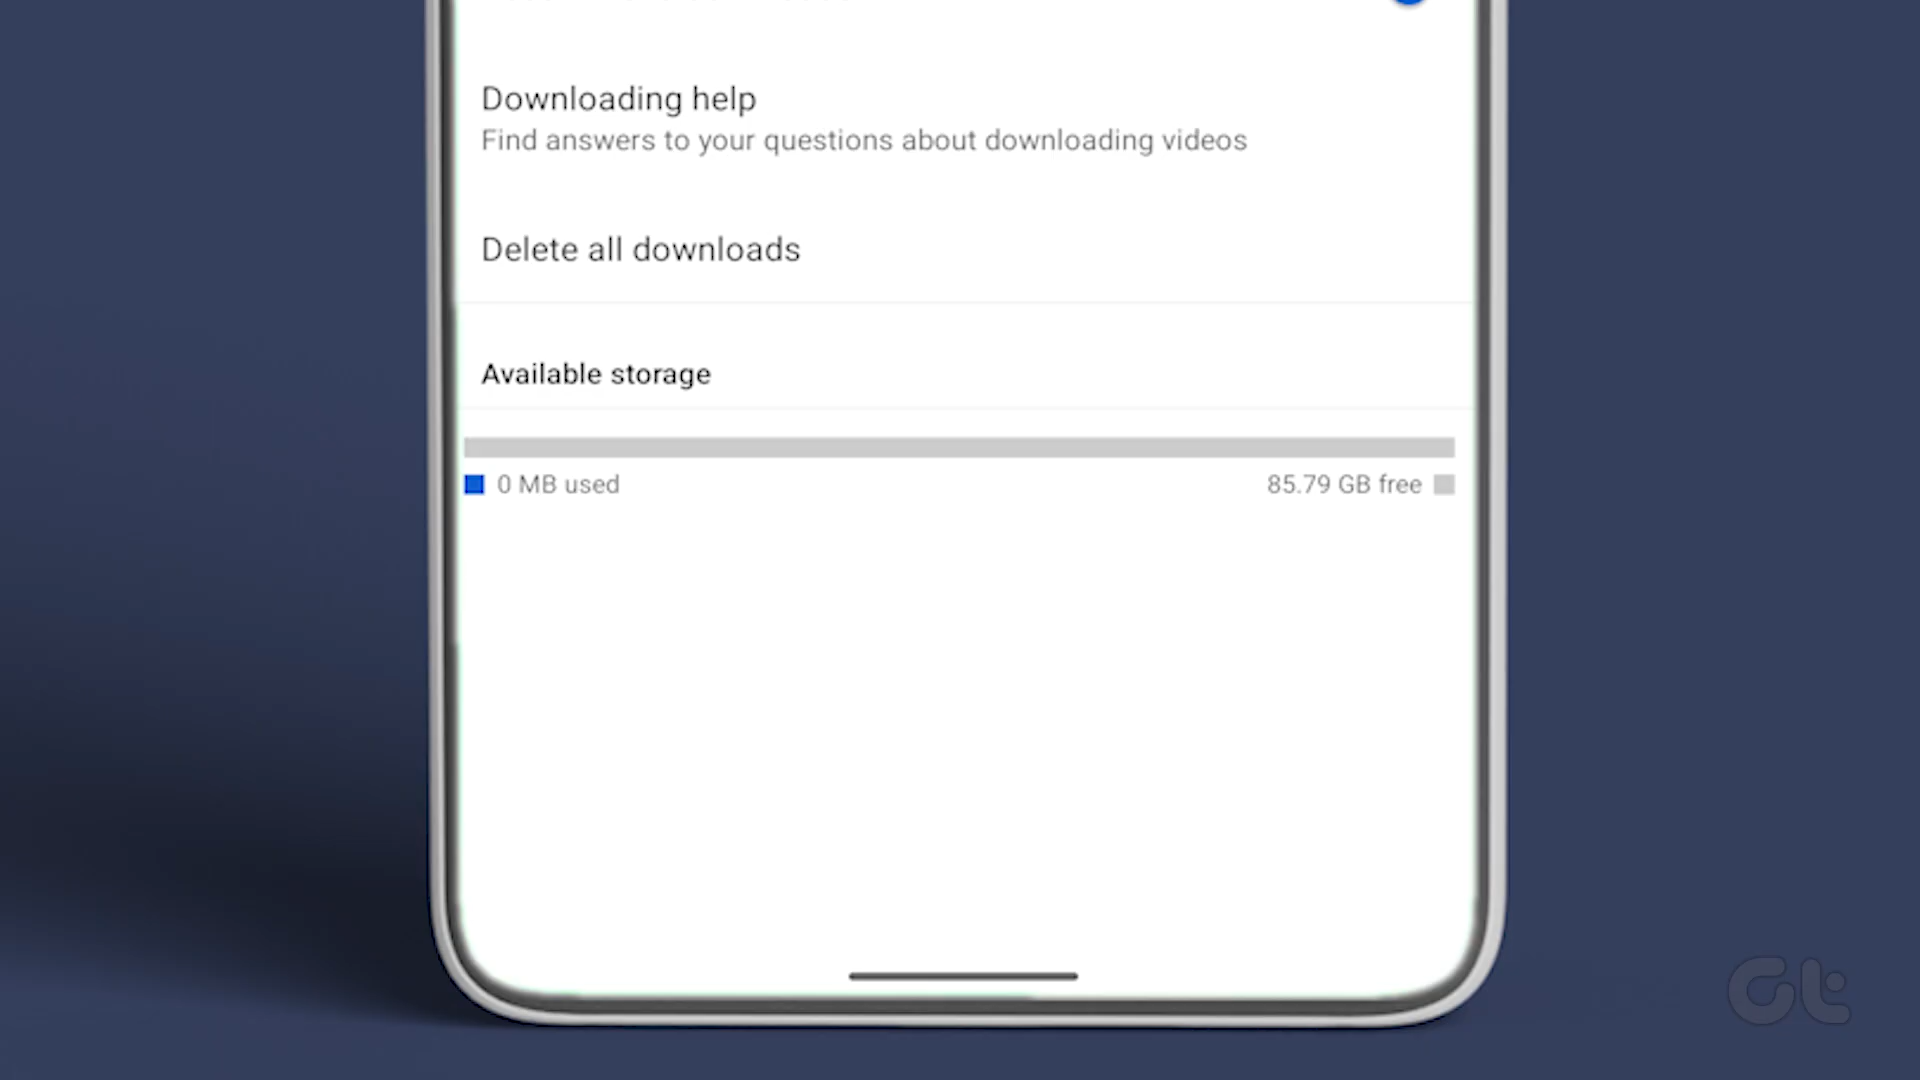 Downloading help
Find answers to your questions about downloading videos
Delete all downloads
Available storage
0 MB used
85.79 GB free
Gt